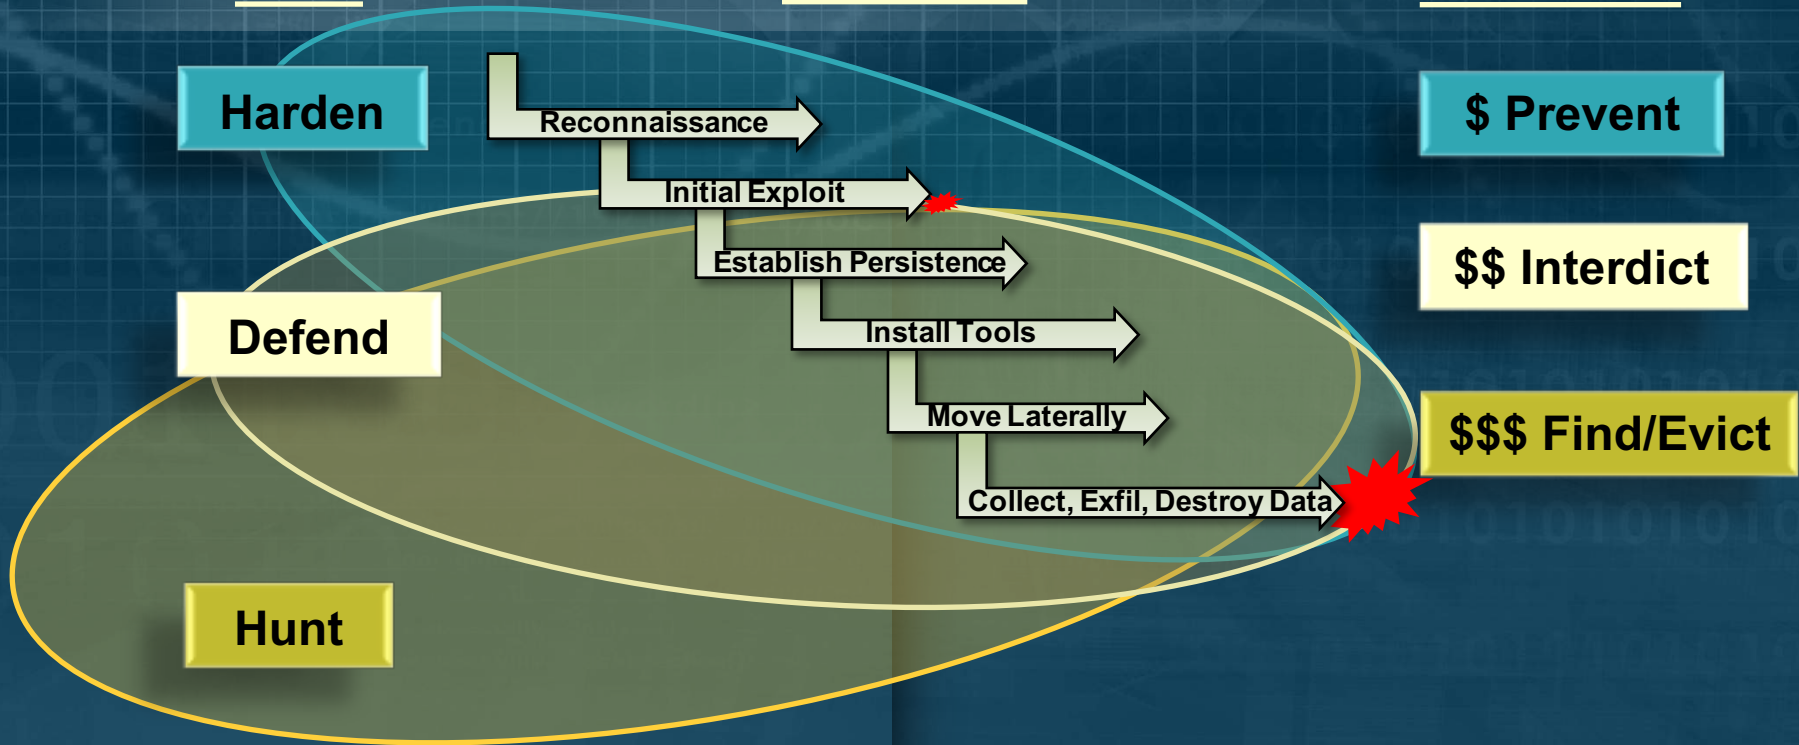 Harden
Reconnaissance
$ Prevent
Initial Exploit
Establish Persistence
$$ Interdict
Defend
Install Tools
Move Laterally
$$$ Find/Evict
Collect, Exfil, Destroy Data
Hunt